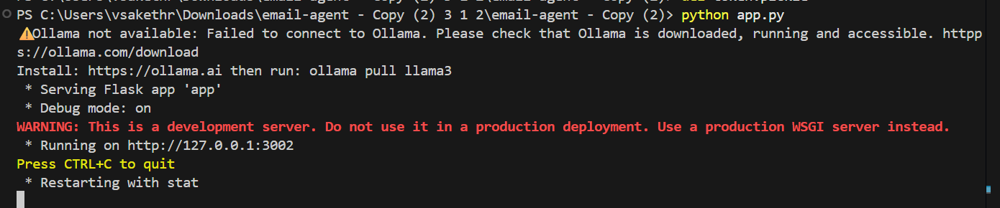 PS C:\Users\vsakethr\Downloads\email-agent - Copy (2) 3 1 2\email-agent - Copy (2)> python app.py
⚠️Ollama not available: Failed to connect to Ollama. Please check that Ollama is downloaded, running and accessible. httpp
s://ollama.com/download
Install: https://ollama.ai then run: ollama pull llama3
 * Serving Flask app 'app'
 * Debug mode: on
WARNING: This is a development server. Do not use it in a production deployment. Use a production WSGI server instead.
 * Running on http://127.0.0.1:3002
Press CTRL+C to quit
 * Restarting with stat